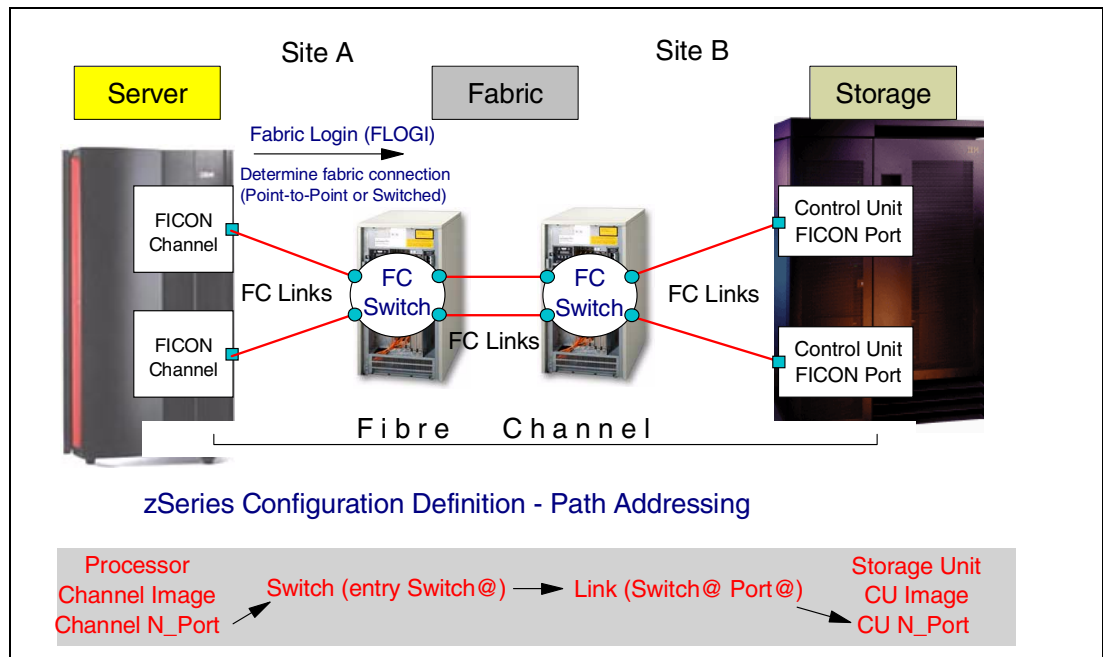 Site A
Site B
Server
Fabric
Storage
Fabric Login (FLOGI)
Determine fabric connection
(Point-to-Point or Switched)
IBM
FICON
Channel
FC Links
FICON
Channel
FC
Switch
FC Links
FC
Switch
FC Links
Control Unit
FICON Port
Control Unit
FICON Port
Fibre Channel
zSeries Configuration Definition - Path Addressing
Processor
Channel Image
Channel N_Port
Switch (entry Switch@)
Link (Switch@ Port@)
Storage Unit
CU Image
CU N_Port